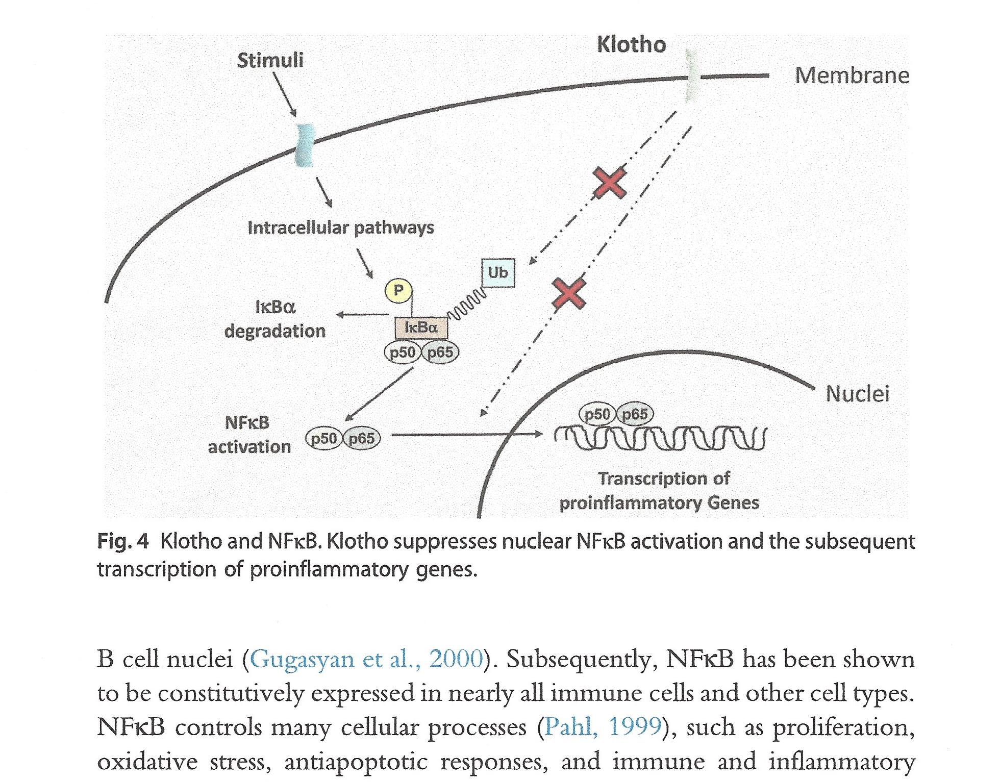 Klotho
Stimuli
Membrane
Intracellular pathways
Ub
P
IκBα
degradation
IκBα
p50 p65
Nuclei
p50 p65
NFκB
activation
p50 p65
Transcription of
proinflammatory Genes
Fig. 4 Klotho and NFκB. Klotho suppresses nuclear NFκB activation and the subsequent
transcription of proinflammatory genes.
B cell nuclei (Gugasyan et al., 2000). Subsequently, NFκB has been shown
to be constitutively expressed in nearly all immune cells and other cell types.
NFκB controls many cellular processes (Pahl, 1999), such as proliferation,
oxidative stress, antiapoptotic responses, and immune and inflammatory